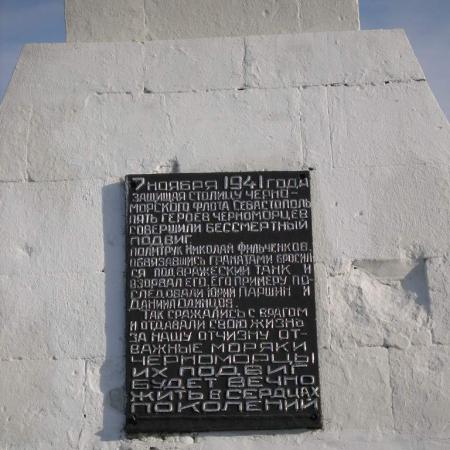 7 НОЯБРЯ 1941 ГОДА
ЗАЩИЩАЯ СТОЛИЦУ ЧЕРНО-
МОРСКОГО ФЛОТА СЕВАСТОПОЛЬ
ПЯТЬ ГЕРОЕВ ЧЕРНОМОРЦЕВ
СОВЕРШИЛИ БЕССМЕРТНЫЙ
ПОДВИГ
ПОЛИТРУК НИКОЛАЙ ФИЛЬЧЕНКОВ,
ОБВЯЗАВШИСЬ ГРАНАТАМИ БРОСИЛ-
СЯ ПОД ВРАЖЕСКИЙ ТАНК И
ВЗОРВАЛ ЕГО, ЕГО ПРИМЕРУ ПО-
СЛЕДОВАЛИ ЮРИЙ ПАРШИН И
ДАНИИЛ ОДИНЦОВ.
ТАК СРАЖАЛИСЬ С ВРАГОМ
И ОТДАВАЛИ СВОЮ ЖИЗНЬ
ЗА НАШУ ОТЧИЗНУ ОТ-
ВАЖНЫЕ МОРЯКИ
ЧЕРНОМОРЦЫ
ИХ ПОДВИГ
БУДЕТ ВЕЧНО
ЖИТЬ В СЕРДЦАХ
ПОКОЛЕНИЙ